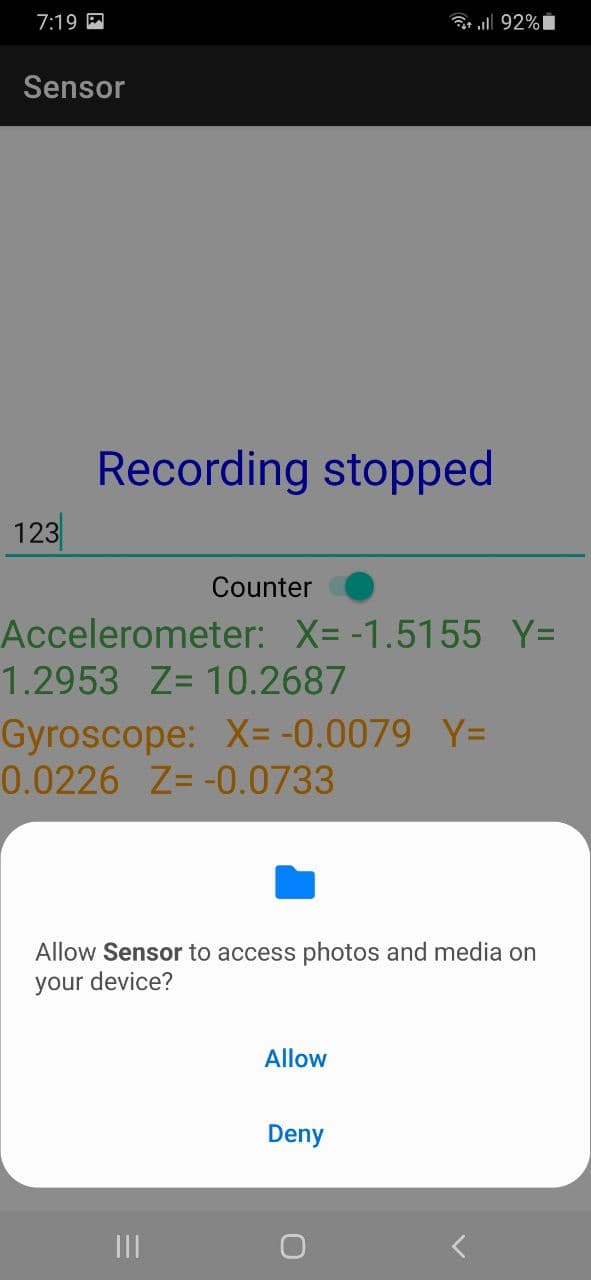 7:19 92%
Sensor
Recording stopped
123
Counter
Accelerometer: X= -1.5155 Y=
1.2953 Z= 10.2687
Gyroscope: X= -0.0079 Y=
0.0226 Z= -0.0733
Allow Sensor to access photos and media on
your device?
Allow
Deny